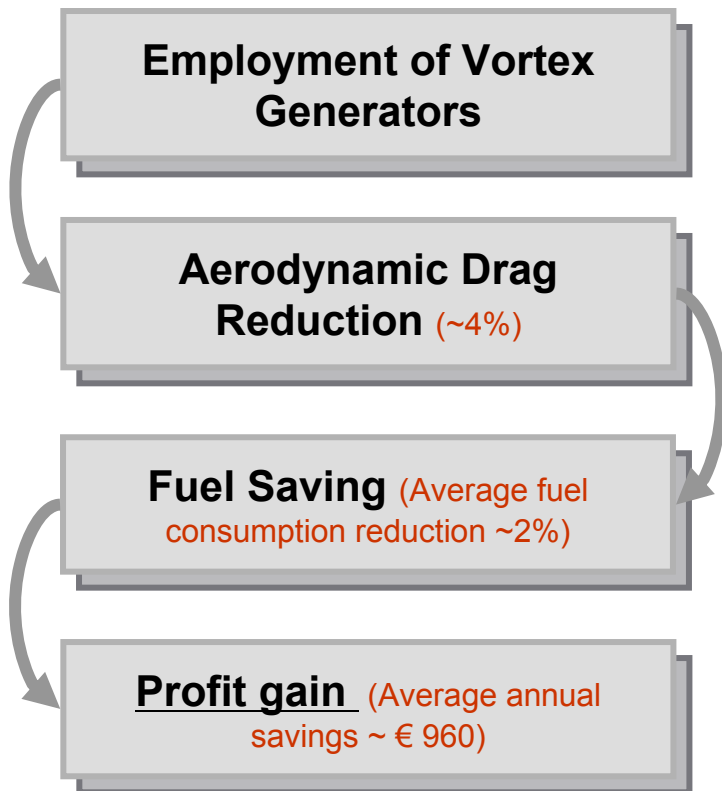 Employment of Vortex
Generators
Aerodynamic Drag
Reduction (~4%)
Fuel Saving (Average fuel
consumption reduction ~2%)
Profit gain (Average annual
savings ~ € 960)